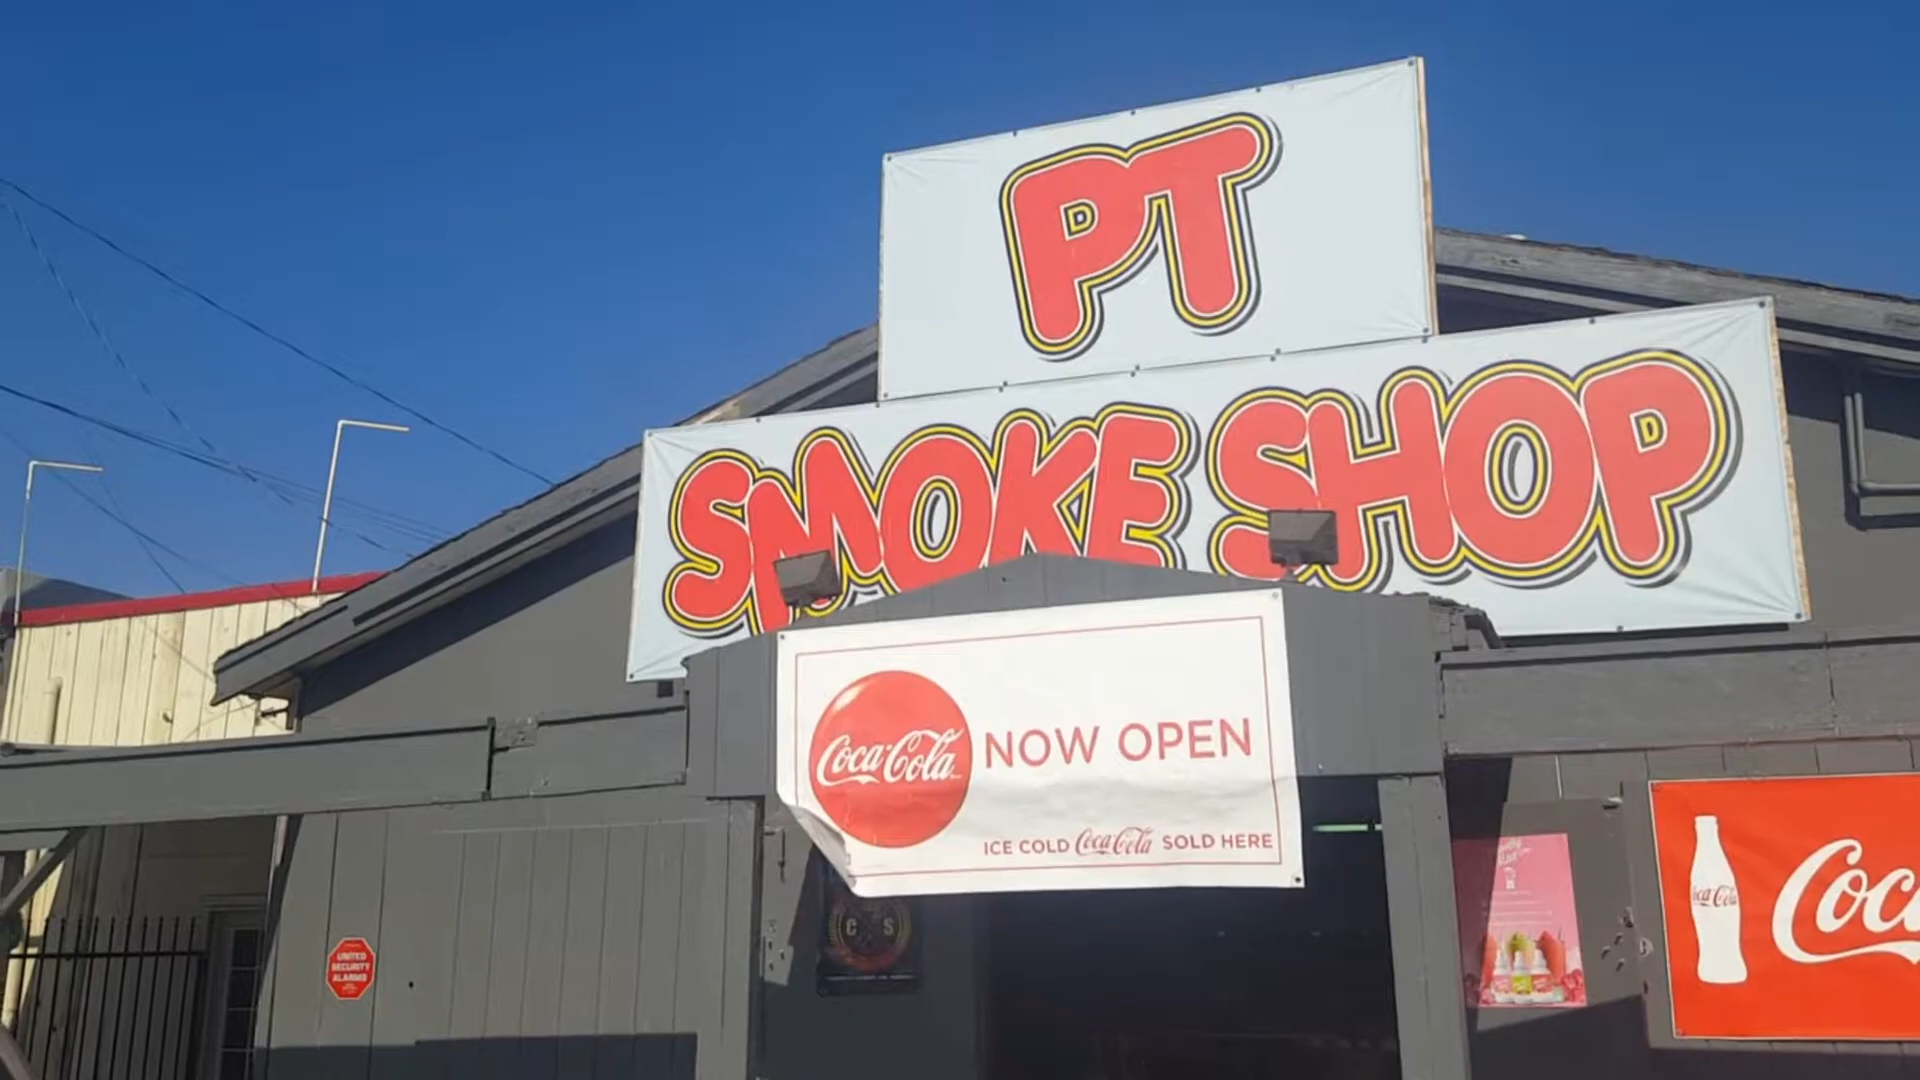 PT
SMOKE SHOP
Coca-Cola
NOW OPEN
ICE COLD Coca-Cola SOLD HERE
C S
UNITED
SECURITY
ALARMS
Coca-Cola
Coc